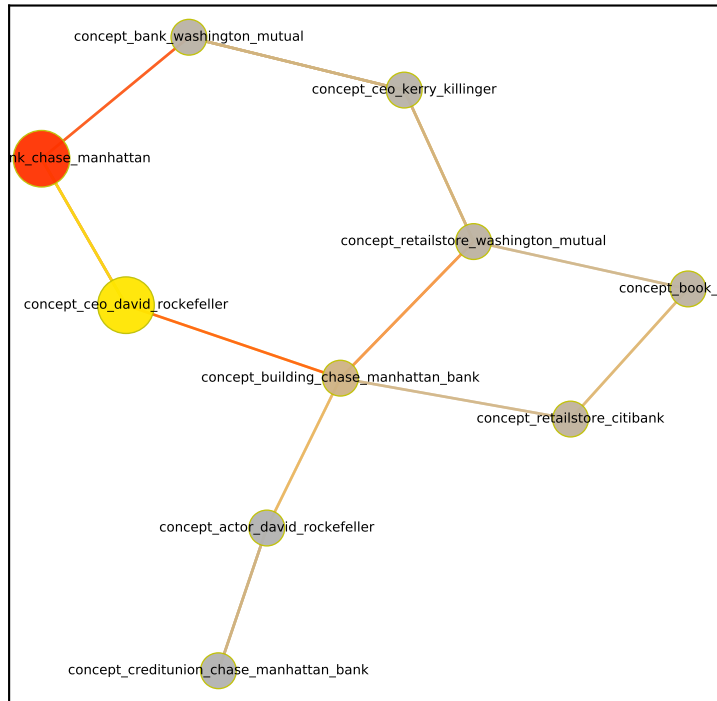 concept_bank_washington_mutual
concept_ceo_kerry_killinger
nk_chase_manhattan
concept_retailstore_washington_mutual
concept_book_
concept_ceo_david_rockefeller
concept_building_chase_manhattan_bank
concept_retailstore_citibank
concept_actor_david_rockefeller
concept_creditunion_chase_manhattan_bank